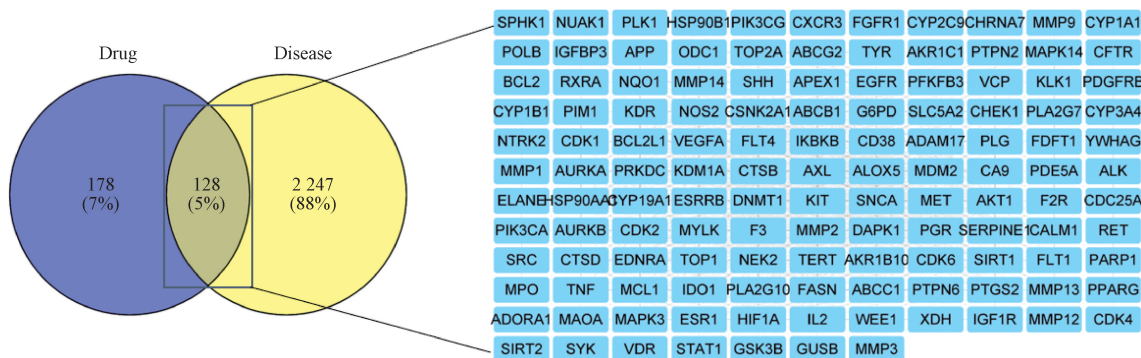 Drug Disease
178
(7%)
128
(5%)
2 247
(88%)
SPHK1 NUAK1 PLK1 HSP90B1 PIK3CG CXCR3 FGFR1 CYP2C9 CHRNA7 MMP9 CYP1A1
POLB IGFBP3 APP ODC1 TOP2A ABCG2 TYR AKR1C1 PTPN2 MAPK14 CFTR
BCL2 RXRA NQO1 MMP14 SHH APEX1 EGFR PFKFB3 VCP KLK1 PDGFRB
CYP1B1 PIM1 KDR NOS2 CSNK2A1 ABCB1 G6PD SLC5A2 CHEK1 PLA2G7 CYP3A4
NTRK2 CDK1 BCL2L1 VEGFA FLT4 IKBKB CD38 ADAM17 PLG FDFT1 YWHAG
MMP1 AURKA PRKDC KDM1A CTSB AXL ALOX5 MDM2 CA9 PDE5A ALK
ELANE HSP90AA1 CYP19A1 ESRRB DNMT1 KIT SNCA MET AKT1 F2R CDC25A
PIK3CA AURKB CDK2 MYLK F3 MMP2 DAPK1 PGR SERPINE1 CALM1 RET
SRC CTSD EDNRA TOP1 NEK2 TERT AKR1B10 CDK6 SIRT1 FLT1 PARP1
MPO TNF MCL1 IDO1 PLA2G10 FASN ABCC1 PTPN6 PTGS2 MMP13 PPARG
ADORA1 MAOA MAPK3 ESR1 HIF1A IL2 WEE1 XDH IGF1R MMP12 CDK4
SIRT2 SYK VDR STAT1 GSK3B GUSB MMP3